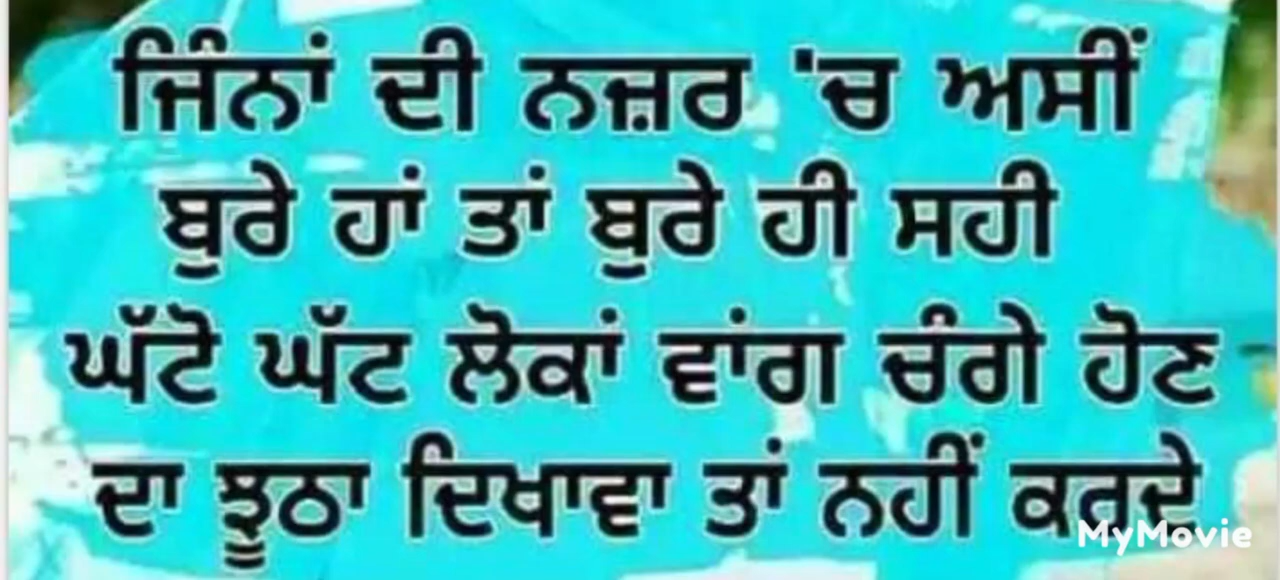 ਜਿੰਨਾਂ ਦੀ ਨਜ਼ਰ 'ਚ ਅਸੀਂ
ਬੁਰੇ ਹਾਂ ਤਾਂ ਬੁਰੇ ਹੀ ਸਹੀ
ਘੱਟੋ ਘੱਟ ਲੋਕਾਂ ਵਾਂਗ ਚੰਗੇ ਹੋਣ
ਦਾ ਝੂਠਾ ਦਿਖਾਵਾ ਤਾਂ ਨਹੀਂ ਕਰਦੇ
MyMovie